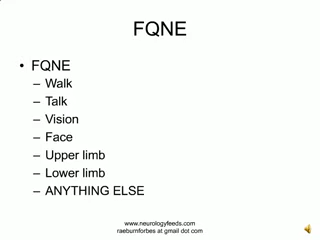 FQNE
• FQNE
– Walk
– Talk
– Vision
– Face
– Upper limb
– Lower limb
– ANYTHING ELSE
www.neurologyfeeds.com
raeburnforbes at gmail dot com